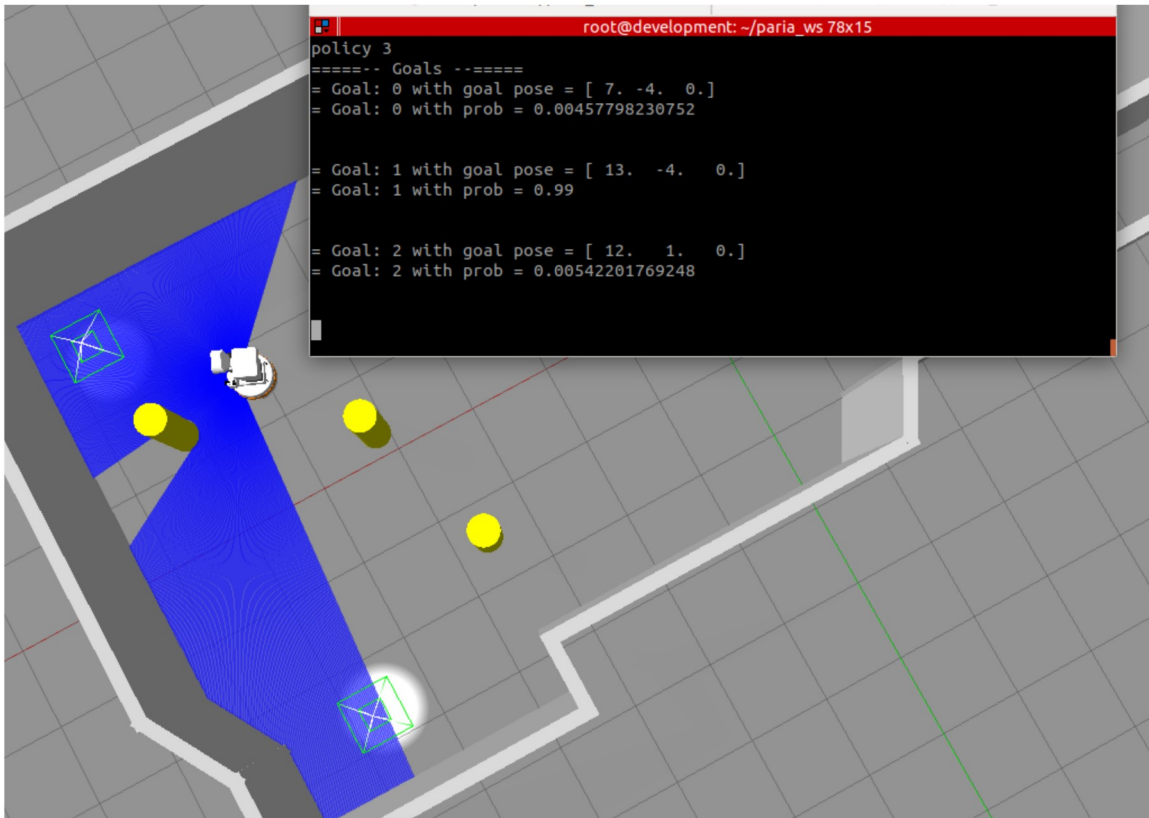 root@development: ~/paria_ws 78x15
policy 3
=====-- Goals --=====
= Goal: 0 with goal pose = [ 7. -4.  0.]
= Goal: 0 with prob = 0.00457798230752
= Goal: 1 with goal pose = [ 13.  -4.   0.]
= Goal: 1 with prob = 0.99
= Goal: 2 with goal pose = [ 12.   1.   0.]
= Goal: 2 with prob = 0.00542201769248